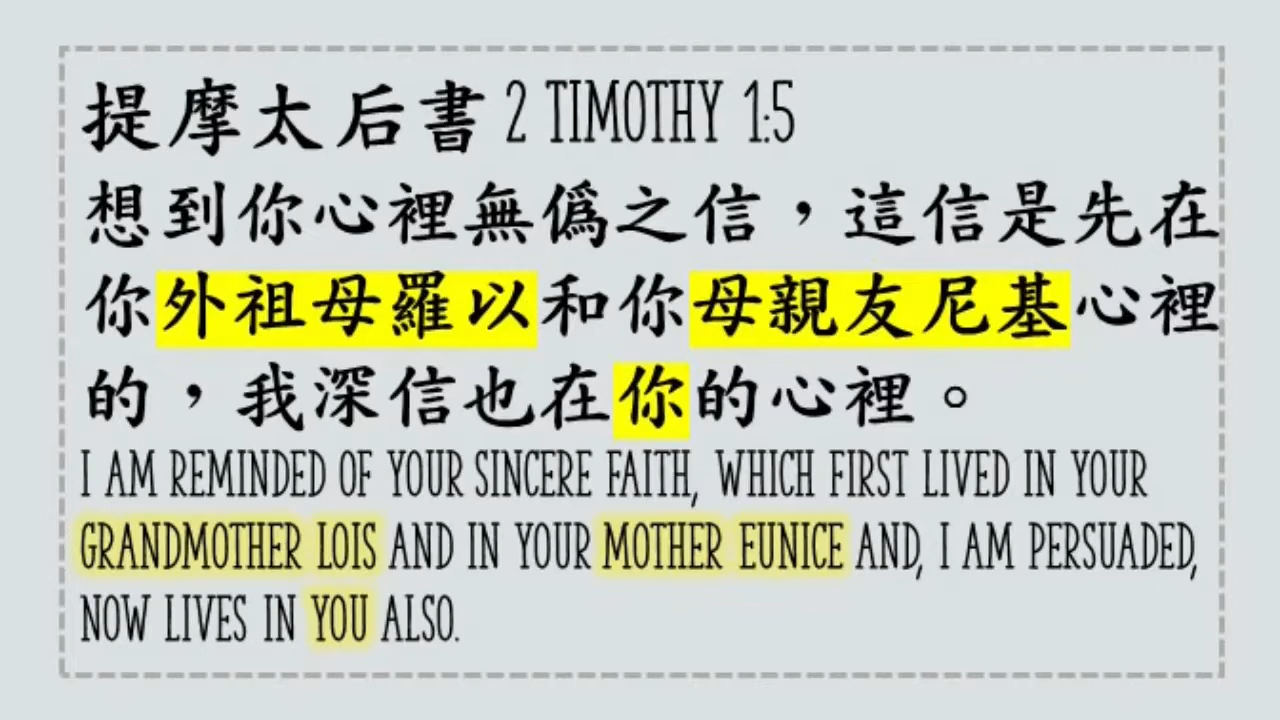 提摩太后書 2 TIMOTHY 1:5
想到你心裡無偽之信，這信是先在
你外祖母羅以和你母親友尼基心裡
的，我深信也在你的心裡。
I AM REMINDED OF YOUR SINCERE FAITH, WHICH FIRST LIVED IN YOUR
GRANDMOTHER LOIS AND IN YOUR MOTHER EUNICE AND, I AM PERSUADED,
NOW LIVES IN YOU ALSO.